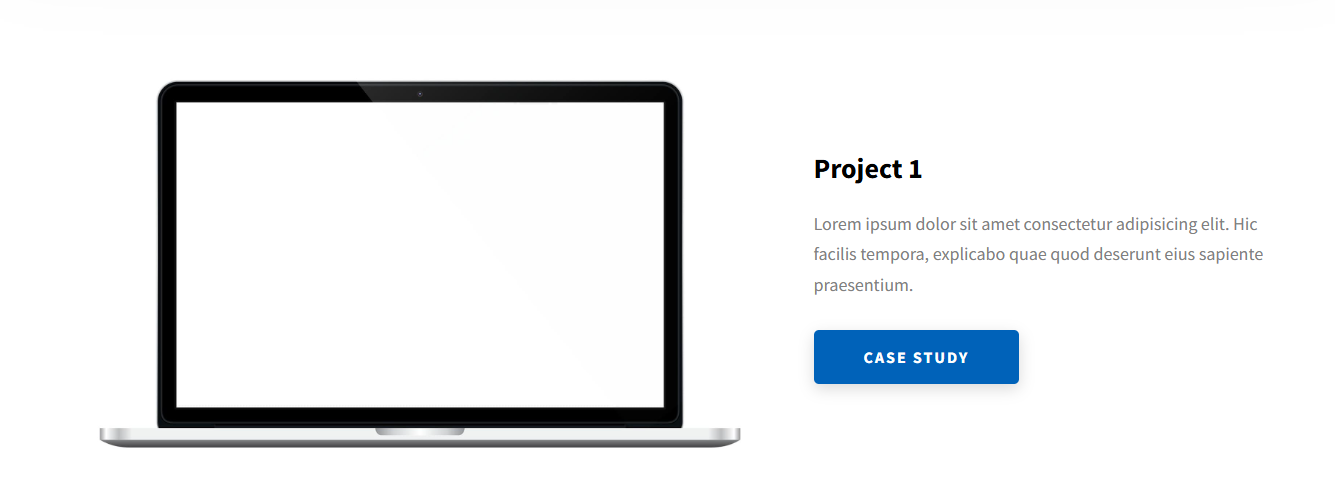 Project 1
Lorem ipsum dolor sit amet consectetur adipisicing elit. Hic
facilis tempora, explicabo quae quod deserunt eius sapiente
praesentium.
CASE STUDY